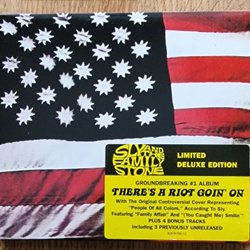 SLY AND
THE FAMILY
STONE
LIMITED
DELUXE EDITION
GROUNDBREAKING #1 ALBUM
THERE'S A RIOT GOIN' ON
With The Original Controversial Cover Representing
"People Of All Colors," According To Sly.
Featuring "Family Affair" And "(You Caught Me) Smilin'"
PLUS 4 BONUS TRACKS
Including 3 PREVIOUSLY UNRELEASED